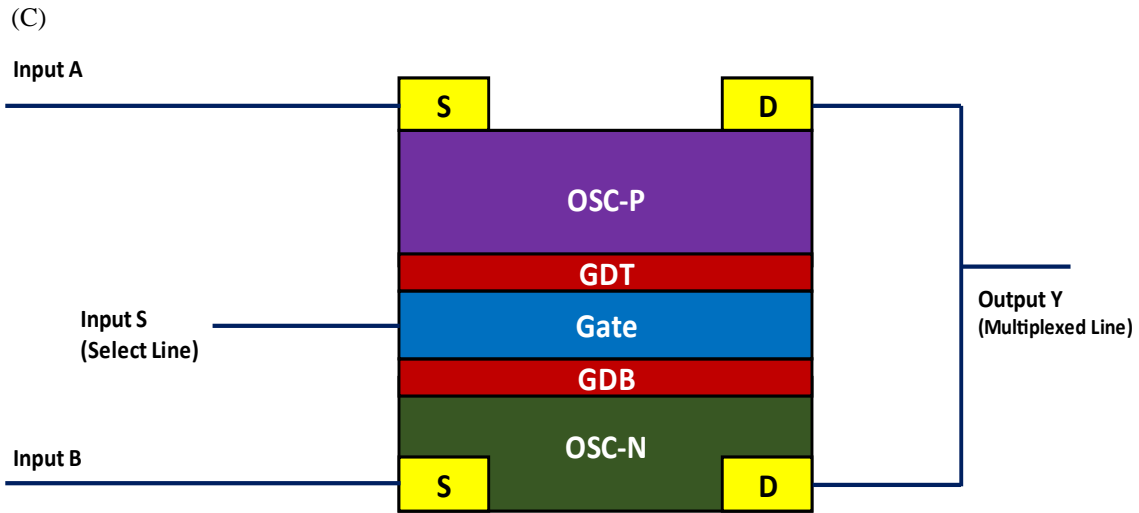 (C)
Input A
S
D
OSC-P
GDT
Input S
(Select Line)
Gate
Output Y
(Multiplexed Line)
GDB
OSC-N
Input B
S
D